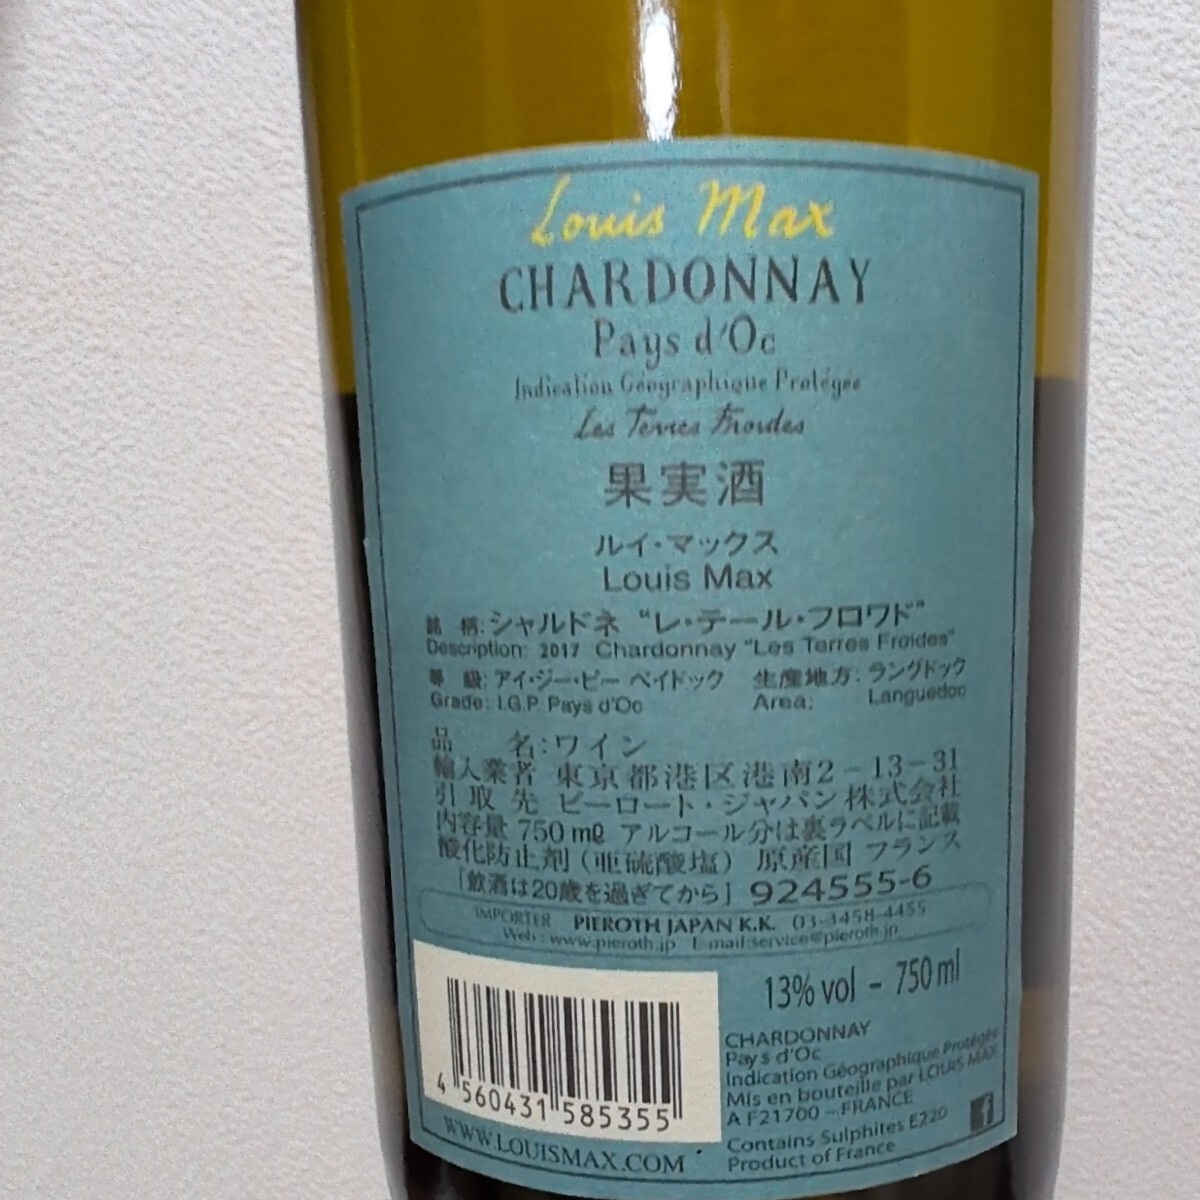 Louis Max
CHARDONNAY
Pays d'Oc
Indication Géographique Protégée
Les Terres Froides
果実酒
ルイ・マックス
Louis Max
銘 柄: シャルドネ “レ・テール・フロワド”
Description: 2017 Chardonnay "Les Terres Froides"
等 級: アイ・ジー・ピー ペイドック 生産地方: ラングドック
Grade: I.G.P. Pays d'Oc Area: Languedoc
品 名: ワイン
輸入業者 東京都港区港南2-13-31
引取先 ピーロート・ジャパン株式会社
内容量 750mℓ アルコール分は裏ラベルに記載
酸化防止剤(亜硫酸塩) 原産国 フランス
「飲酒は20歳を過ぎてから」 924555-6
IMPORTER PIEROTH JAPAN K.K. 03-3458-4455
Web : www.pieroth.jp E-mail:service@pieroth.jp
13% vol - 750 ml
CHARDONNAY
Pays d'Oc
Indication Géographique Protégée
Mis en bouteille par LOUIS MAX
A F21700 - FRANCE
Contains Sulphites E220
Product of France
f
4 560431 585355
WWW.LOUISMAX.COM